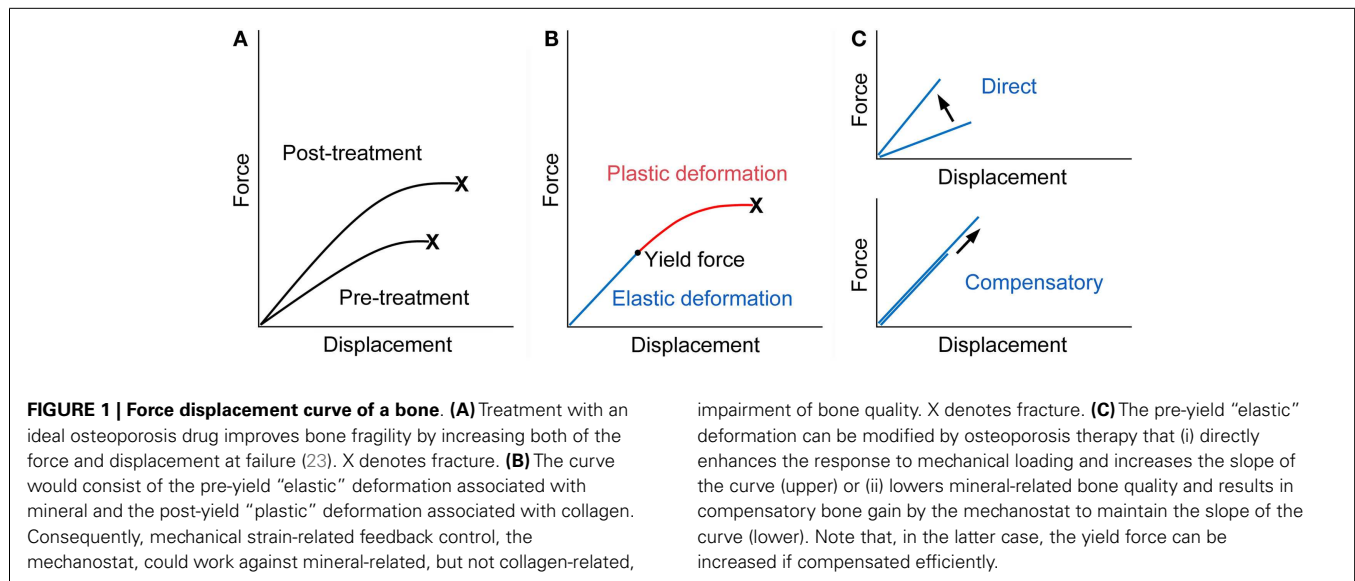 A
Force
Post-treatment
X
X
Pre-treatment
Displacement
B
Force
Plastic deformation
X
Yield force
Elastic deformation
Displacement
C
Force
Direct
Displacement
Force
Compensatory
Displacement
FIGURE 1 | Force displacement curve of a bone. (A) Treatment with an
ideal osteoporosis drug improves bone fragility by increasing both of the
force and displacement at failure (23). X denotes fracture. (B) The curve
would consist of the pre-yield “elastic” deformation associated with
mineral and the post-yield “plastic” deformation associated with collagen.
Consequently, mechanical strain-related feedback control, the
mechanostat, could work against mineral-related, but not collagen-related,
impairment of bone quality. X denotes fracture. (C) The pre-yield “elastic”
deformation can be modified by osteoporosis therapy that (i) directly
enhances the response to mechanical loading and increases the slope of
the curve (upper) or (ii) lowers mineral-related bone quality and results in
compensatory bone gain by the mechanostat to maintain the slope of the
curve (lower). Note that, in the latter case, the yield force can be
increased if compensated efficiently.